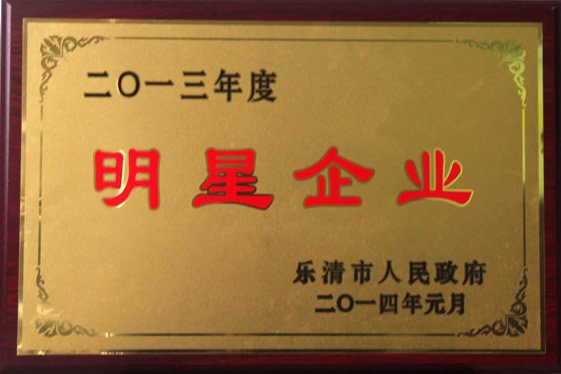 二〇一三年度
明星企业
乐清市人民政府
二〇一四年元月